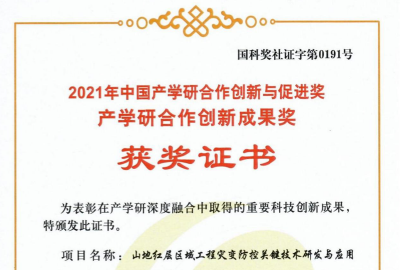 国科奖社证字第0191号
2021年中国产学研合作创新与促进奖
产学研合作创新成果奖
获奖证书
为表彰在产学研深度融合中取得的重要科技创新成果，
特颁发此证书。
项目名称：山地红层区域工程灾变防控关键技术研发与应用